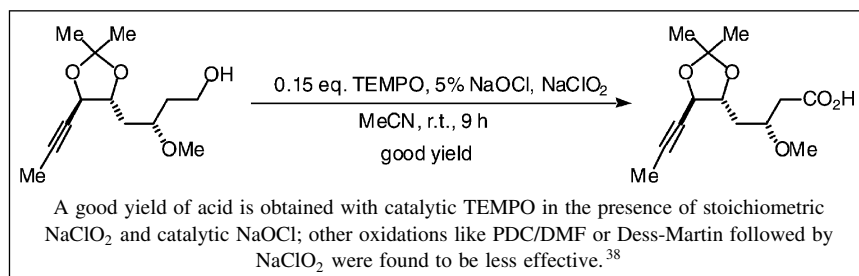 Me Me
O O
OH
OMe
Me
0.15 eq. TEMPO, 5% NaOCl, NaClO₂
MeCN, r.t., 9 h
good yield
Me Me
O O
CO₂H
OMe
Me
A good yield of acid is obtained with catalytic TEMPO in the presence of stoichiometric
NaClO₂ and catalytic NaOCl; other oxidations like PDC/DMF or Dess-Martin followed by
NaClO₂ were found to be less effective.³⁸